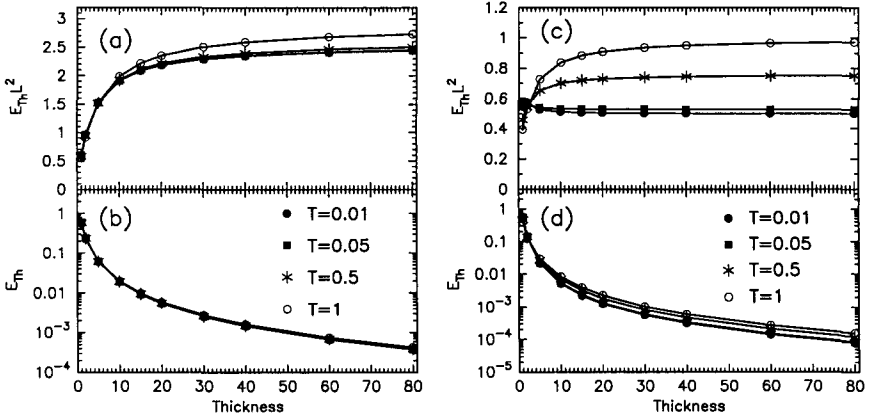 3
2.5
2
1.5
1
0.5
0
E_Th L²
(a)
1
0.1
0.01
10⁻³
10⁻⁴
E_Th
(b)
T=0.01
T=0.05
T=0.5
T=1
0 10 20 30 40 50 60 70 80
Thickness
1.2
1
0.8
0.6
0.4
0.2
0
E_Th L²
(c)
1
0.1
0.01
10⁻³
10⁻⁴
10⁻⁵
E_Th
(d)
T=0.01
T=0.05
T=0.5
T=1
0 10 20 30 40 50 60 70 80
Thickness